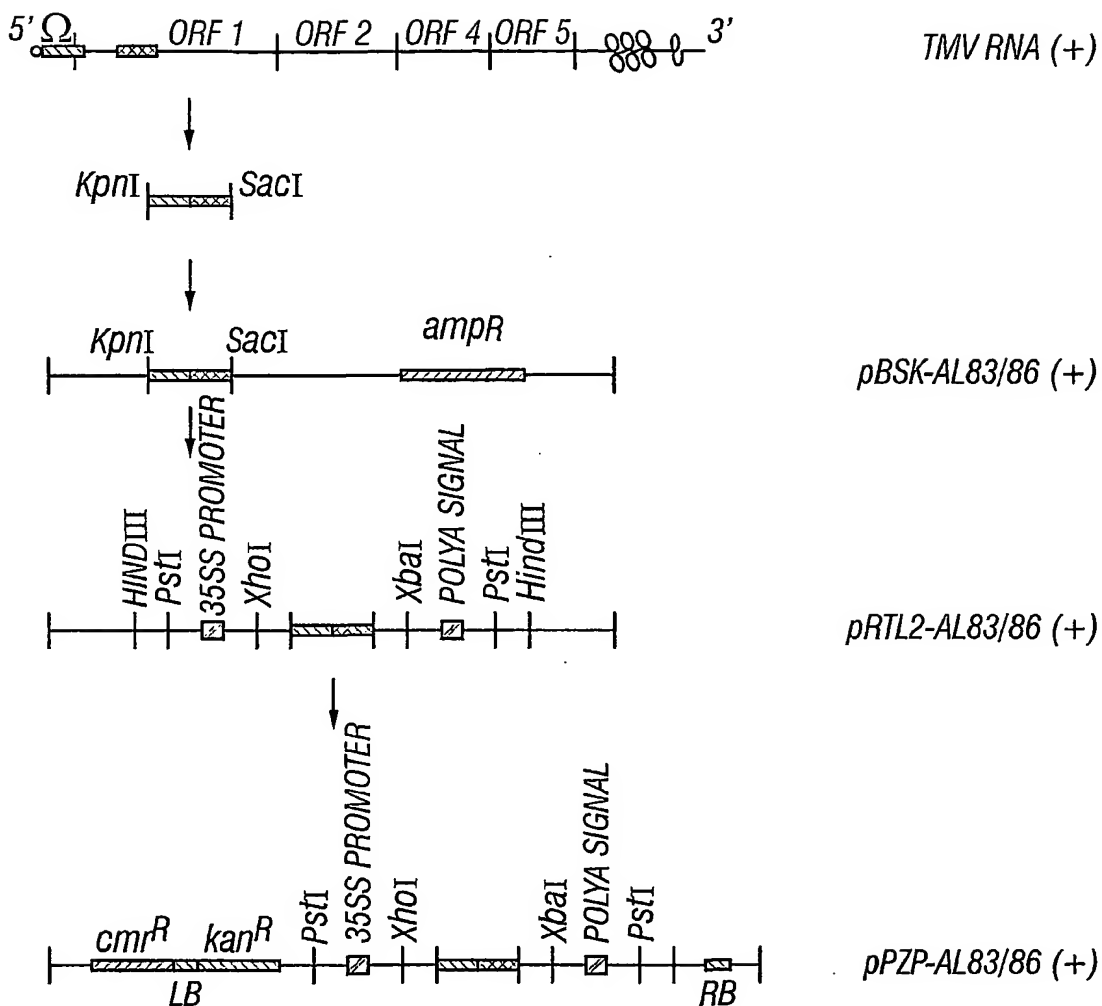 5' Ω ORF 1 ORF 2 ORF 4 ORF 5 3' TMV RNA (+)
KpnI SacI
KpnI SacI ampR
pBSK-AL83/86 (+)
HINDIII PstI 35SS PROMOTER XhoI XbaI POLYA SIGNAL PstI HindIII
pRTL2-AL83/86 (+)
PstI 35SS PROMOTER XhoI XbaI POLYA SIGNAL PstI
cmrR kanR
pPZP-AL83/86 (+)
LB RB